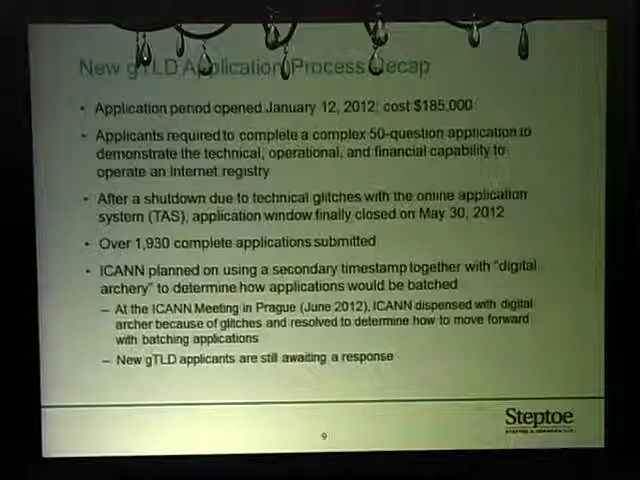 New gTLD Application Process Recap
• Application period opened January 12, 2012; cost $185,000
• Applicants required to complete a complex 50-question application to
demonstrate the technical, operational, and financial capability to
operate an Internet registry
• After a shutdown due to technical glitches with the online application
system (TAS), application window finally closed on May 30, 2012
• Over 1,930 complete applications submitted
• ICANN planned on using a secondary timestamp together with "digital
archery" to determine how applications would be batched
– At the ICANN Meeting in Prague (June 2012), ICANN dispensed with digital
archer because of glitches and resolved to determine how to move forward
with batching applications
– New gTLD applicants are still awaiting a response
Steptoe
STEPTOE & JOHNSON LLP
9